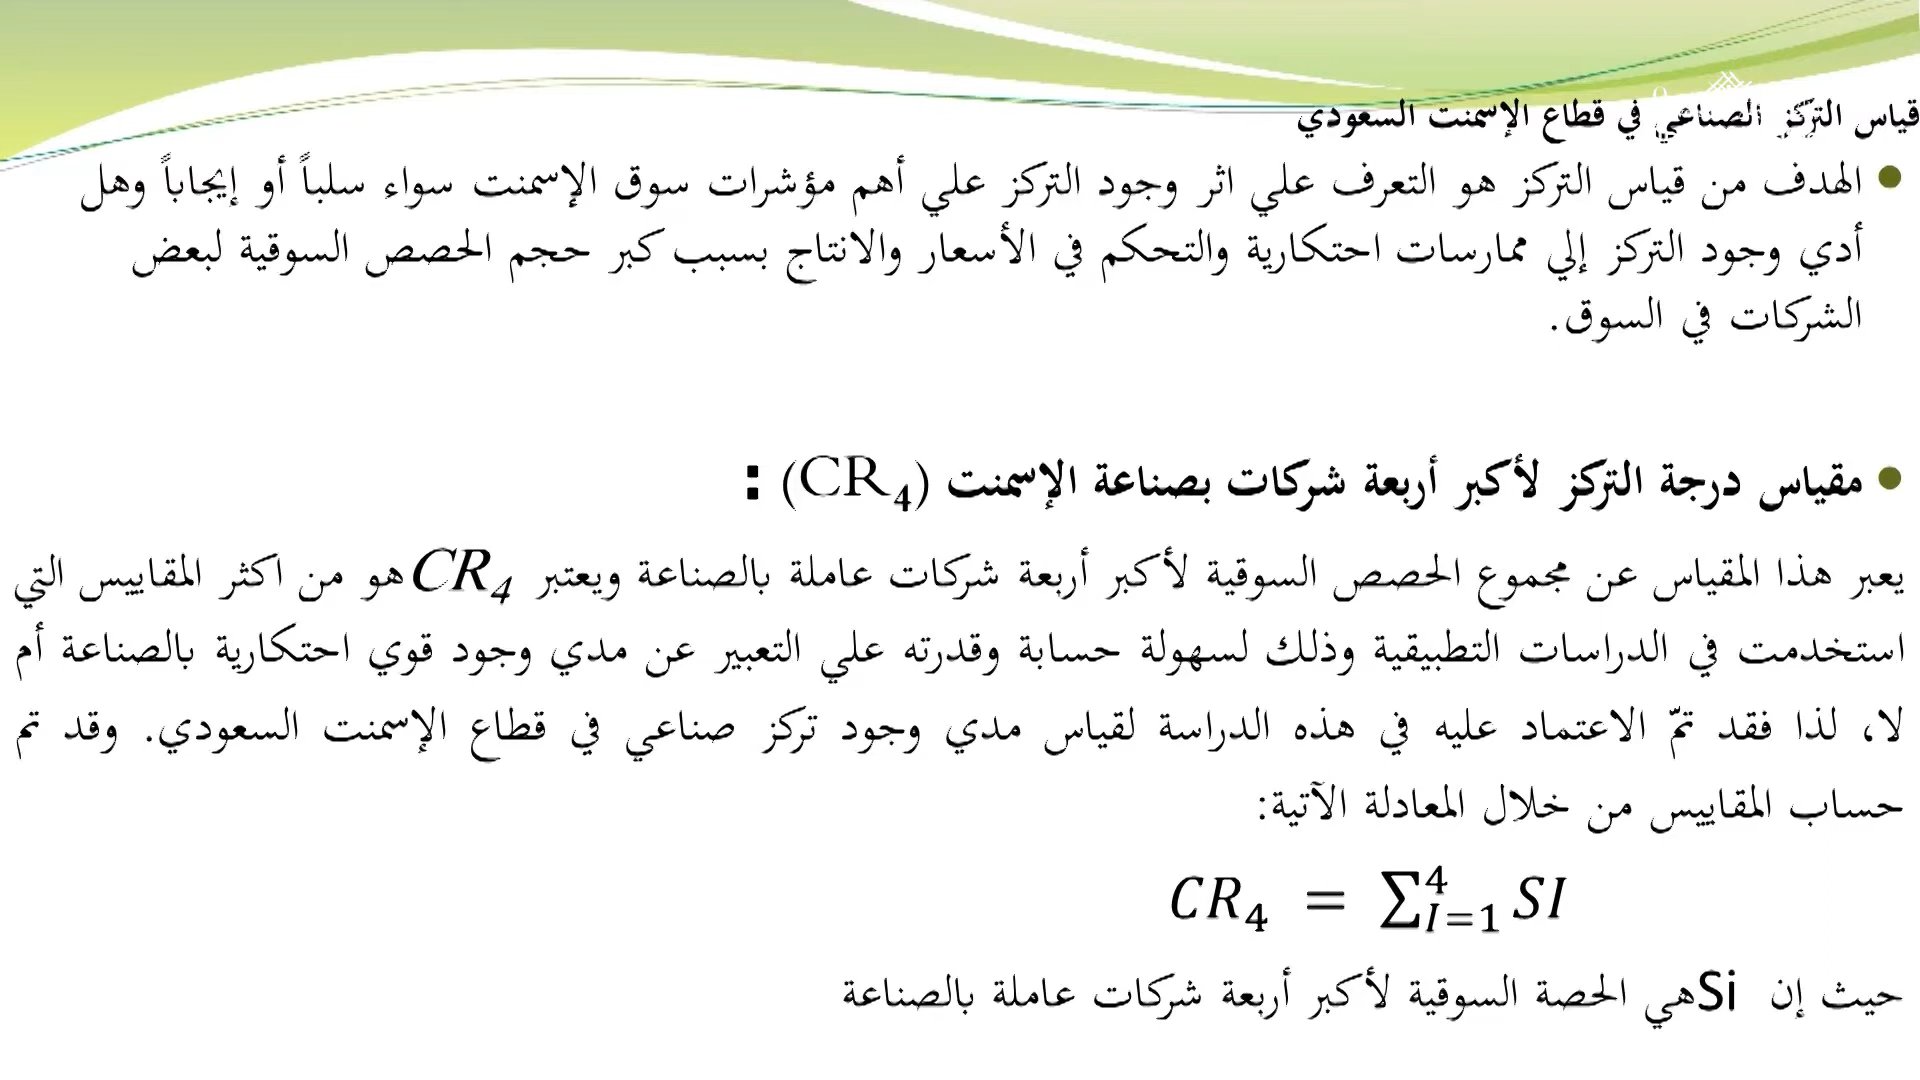 قياس التركز الصناعي في قطاع الإسمنت السعودي
• الهدف من قياس التركز هو التعرف علي اثر وجود التركز علي أهم مؤشرات سوق الإسمنت سواء سلباً أو إيجاباً وهل
أدي وجود التركز إلي ممارسات احتكارية والتحكم في الأسعار والانتاج بسبب كبر حجم الحصص السوقية لبعض
الشركات في السوق.
• مقياس درجة التركز لأكبر أربعة شركات بصناعة الإسمنت (CR₄) :
يعبر هذا المقياس عن مجموع الحصص السوقية لأكبر أربعة شركات عاملة بالصناعة ويعتبر CR₄ هو من اكثر المقاييس التي
استخدمت في الدراسات التطبيقية وذلك لسهولة حسابة وقدرته علي التعبير عن مدي وجود قوي احتكارية بالصناعة أم
لا، لذا فقد تمّ الاعتماد عليه في هذه الدراسة لقياس مدي وجود تركز صناعي في قطاع الإسمنت السعودي. وقد تم
حساب المقاييس من خلال المعادلة الآتية:
CR₄ = ∑⁴_{I=1} SI
حيث إن Si هي الحصة السوقية لأكبر أربعة شركات عاملة بالصناعة